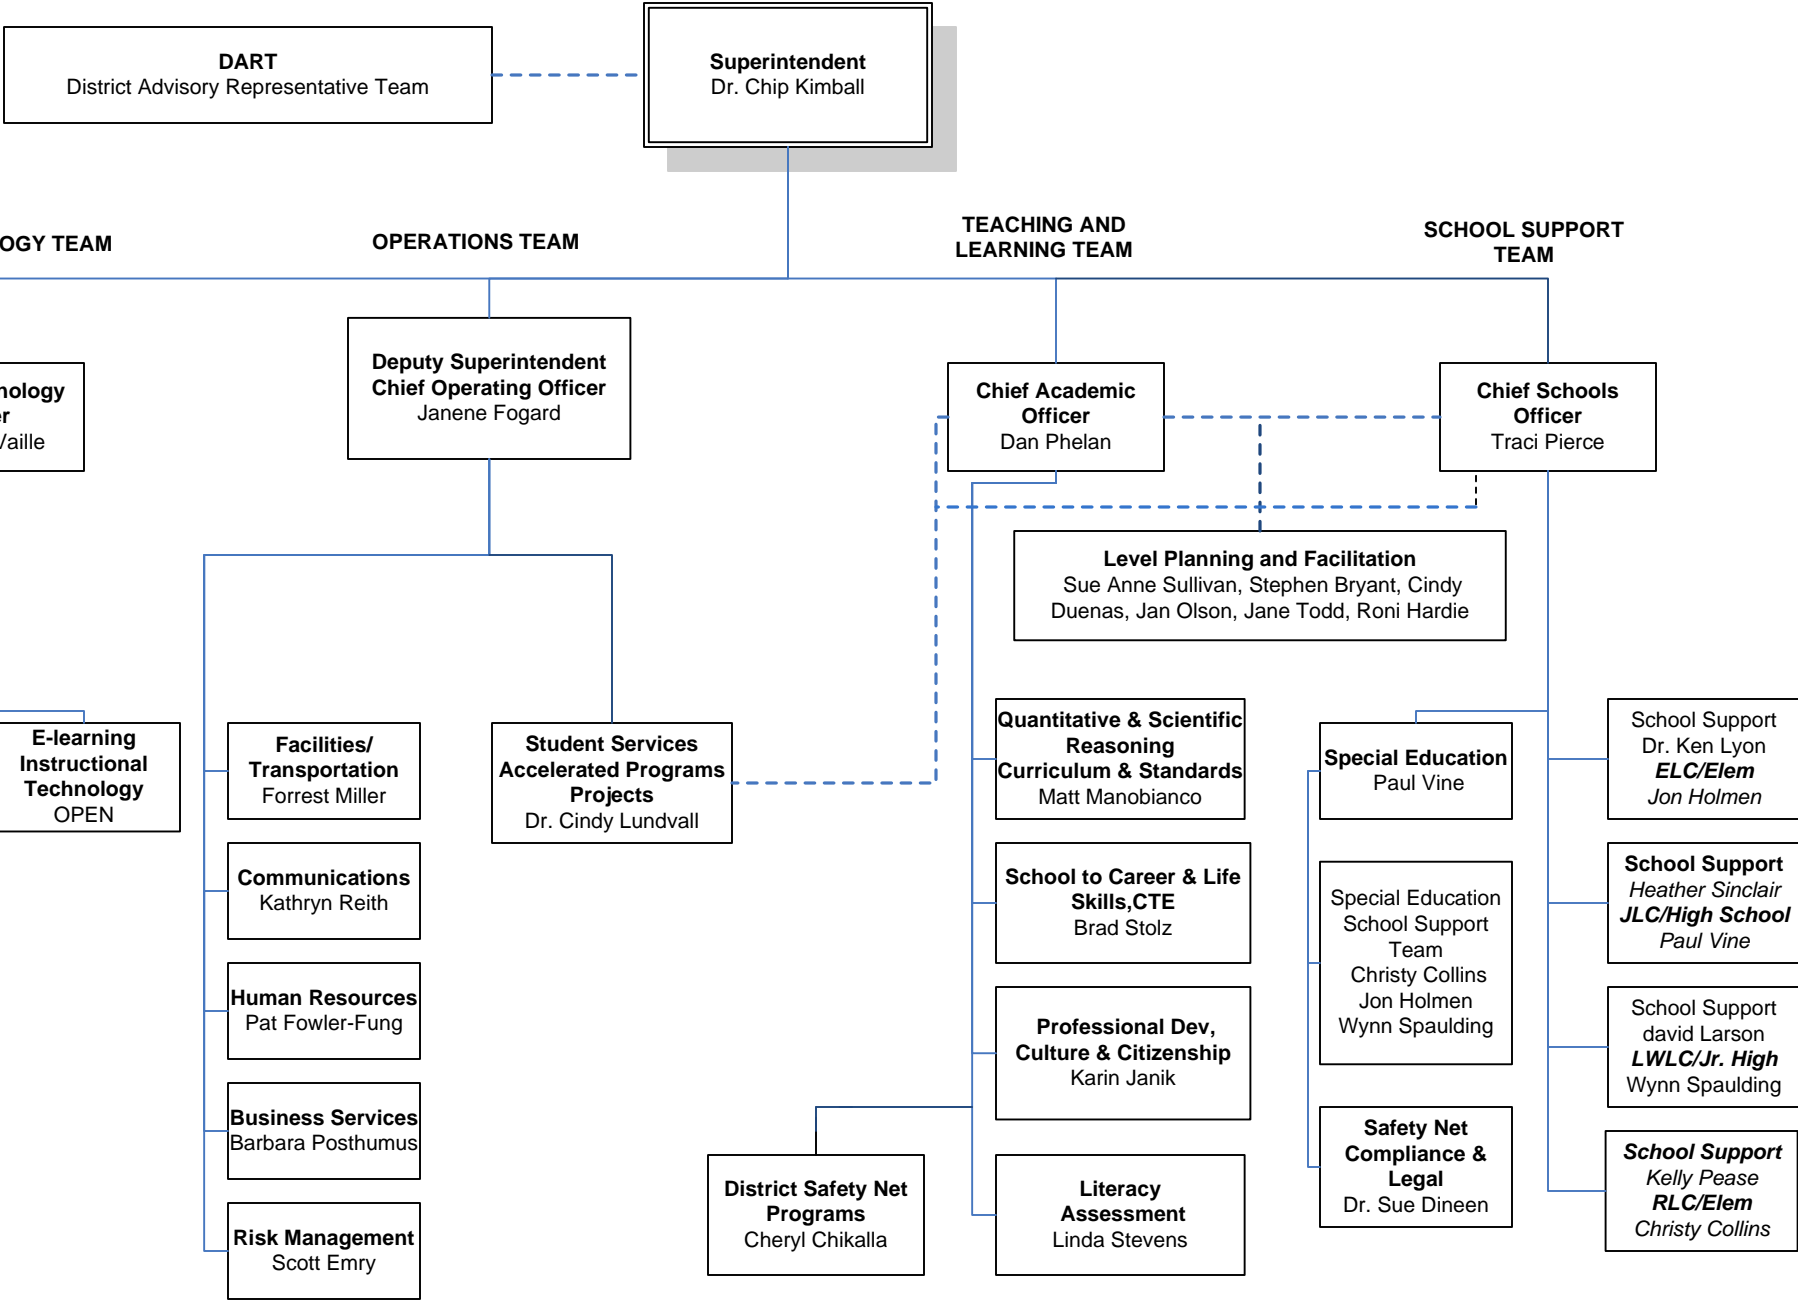 DART
District Advisory Representative Team
Superintendent
Dr. Chip Kimball
OGY TEAM
OPERATIONS TEAM
TEACHING AND
LEARNING TEAM
SCHOOL SUPPORT
TEAM
nology
er
Vaille
Deputy Superintendent
Chief Operating Officer
Janene Fogard
Chief Academic
Officer
Dan Phelan
Chief Schools
Officer
Traci Pierce
Level Planning and Facilitation
Sue Anne Sullivan, Stephen Bryant, Cindy
Duenas, Jan Olson, Jane Todd, Roni Hardie
E-learning
Instructional
Technology
OPEN
Facilities/
Transportation
Forrest Miller
Communications
Kathryn Reith
Human Resources
Pat Fowler-Fung
Business Services
Barbara Posthumus
Risk Management
Scott Emry
Student Services
Accelerated Programs
Projects
Dr. Cindy Lundvall
Quantitative & Scientific
Reasoning
Curriculum & Standards
Matt Manobianco
School to Career & Life
Skills,CTE
Brad Stolz
Professional Dev,
Culture & Citizenship
Karin Janik
District Safety Net
Programs
Cheryl Chikalla
Literacy
Assessment
Linda Stevens
Special Education
Paul Vine
Special Education
School Support
Team
Christy Collins
Jon Holmen
Wynn Spaulding
Safety Net
Compliance &
Legal
Dr. Sue Dineen
School Support
Dr. Ken Lyon
ELC/Elem
Jon Holmen
School Support
Heather Sinclair
JLC/High School
Paul Vine
School Support
david Larson
LWLC/Jr. High
Wynn Spaulding
School Support
Kelly Pease
RLC/Elem
Christy Collins